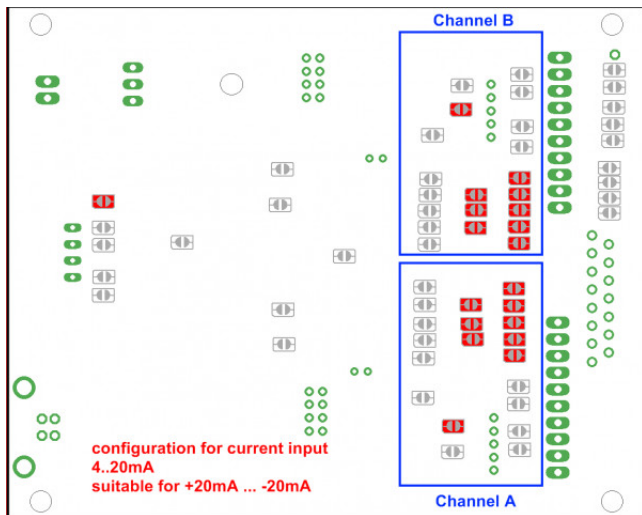 Channel B
configuration for current input
4..20mA
suitable for +20mA ... -20mA
Channel A